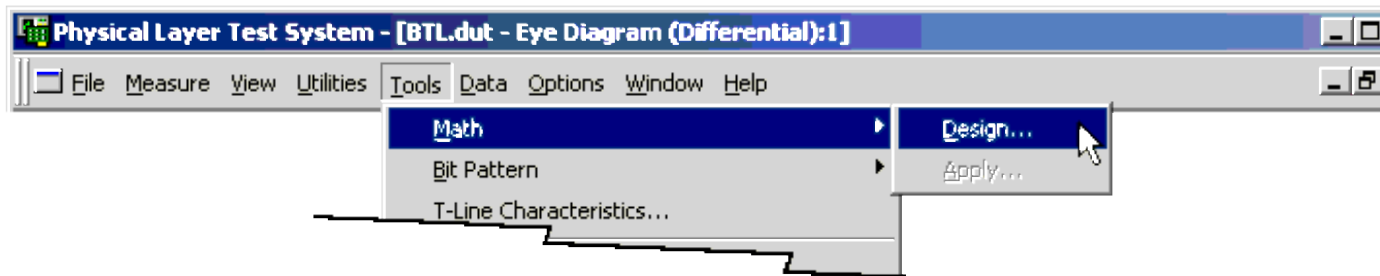 Physical Layer Test System - [BTL.dut - Eye Diagram (Differential):1]
File Measure View Utilities Tools Data Options Window Help
Math Design...
Bit Pattern Apply...
T-Line Characteristics...